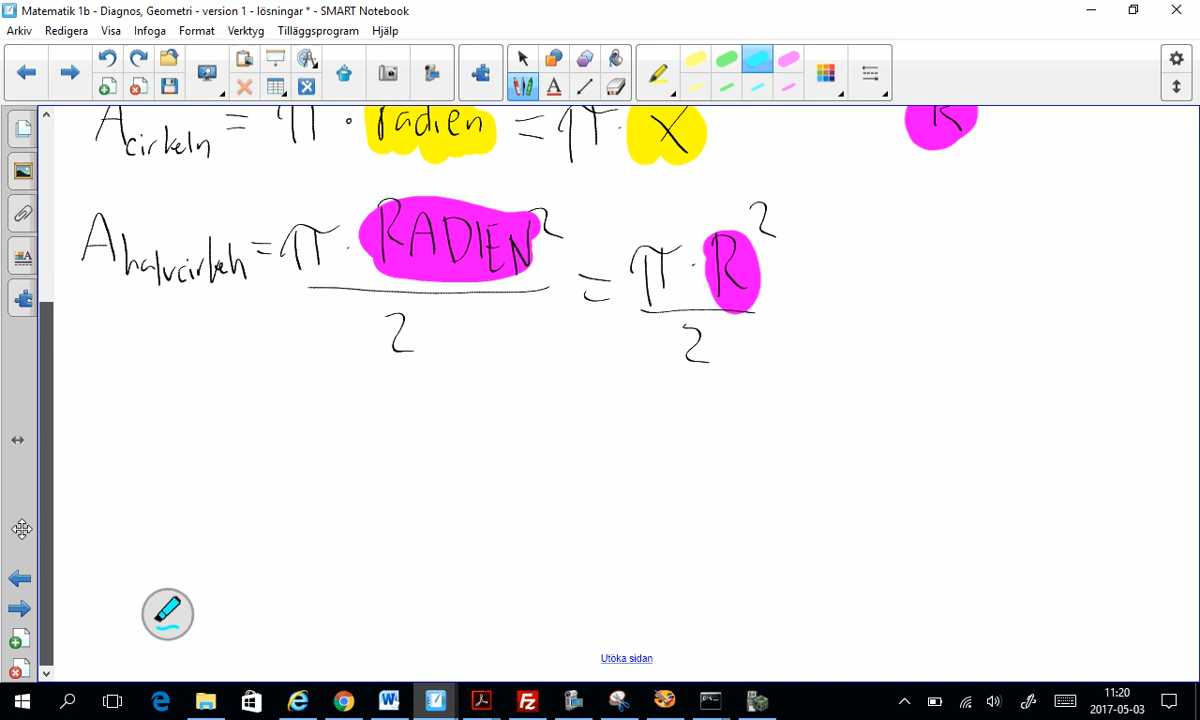 Matematik 1b - Diagnos, Geometri - version 1 - lösningar * - SMART Notebook
Arkiv Redigera Visa Infoga Format Verktyg Tilläggsprogram Hjälp
A cirkeln = π · radien = π · x
R
A halvcirkeln = π · RADIEN² / 2 = π · R² / 2
Utöka sidan
11:20
2017-05-03